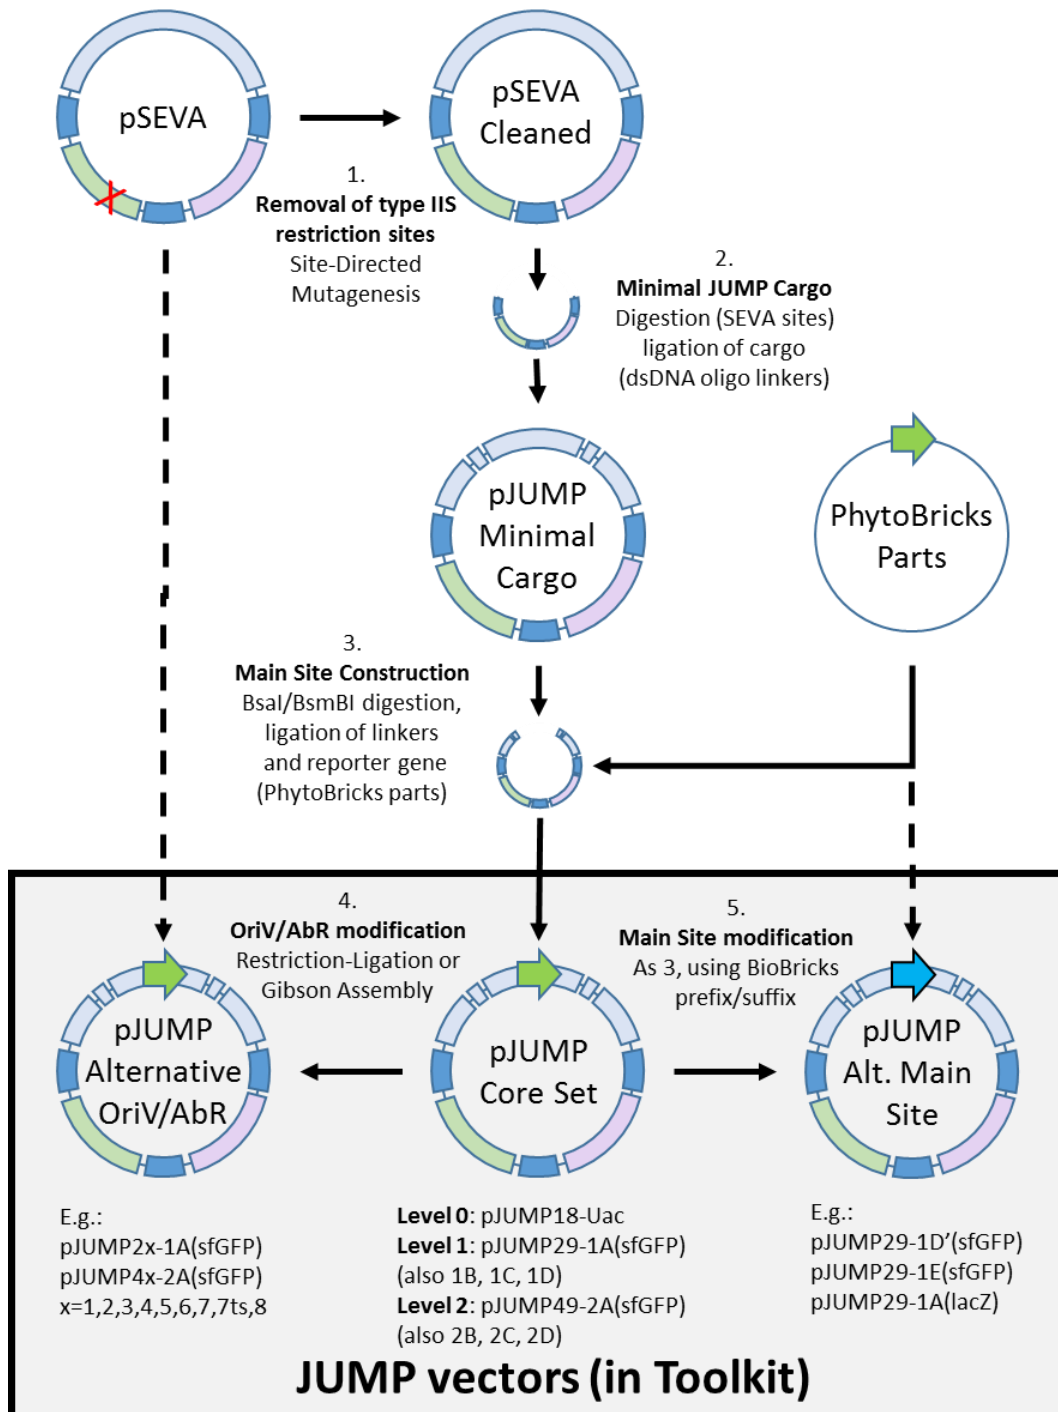 pSEVA
pSEVA
Cleaned
1.
Removal of type IIS
restriction sites
Site-Directed
Mutagenesis
2.
Minimal JUMP Cargo
Digestion (SEVA sites)
ligation of cargo
(dsDNA oligo linkers)
pJUMP
Minimal
Cargo
PhytoBricks
Parts
3.
Main Site Construction
BsaI/BsmBI digestion,
ligation of linkers
and reporter gene
(PhytoBricks parts)
4.
OriV/AbR modification
Restriction-Ligation or
Gibson Assembly
5.
Main Site modification
As 3, using BioBricks
prefix/suffix
pJUMP
Alternative
OriV/AbR
pJUMP
Core Set
pJUMP
Alt. Main
Site
E.g.:
pJUMP2x-1A(sfGFP)
pJUMP4x-2A(sfGFP)
x=1,2,3,4,5,6,7,7ts,8
Level 0: pJUMP18-Uac
Level 1: pJUMP29-1A(sfGFP)
(also 1B, 1C, 1D)
Level 2: pJUMP49-2A(sfGFP)
(also 2B, 2C, 2D)
E.g.:
pJUMP29-1D’(sfGFP)
pJUMP29-1E(sfGFP)
pJUMP29-1A(lacZ)
JUMP vectors (in Toolkit)